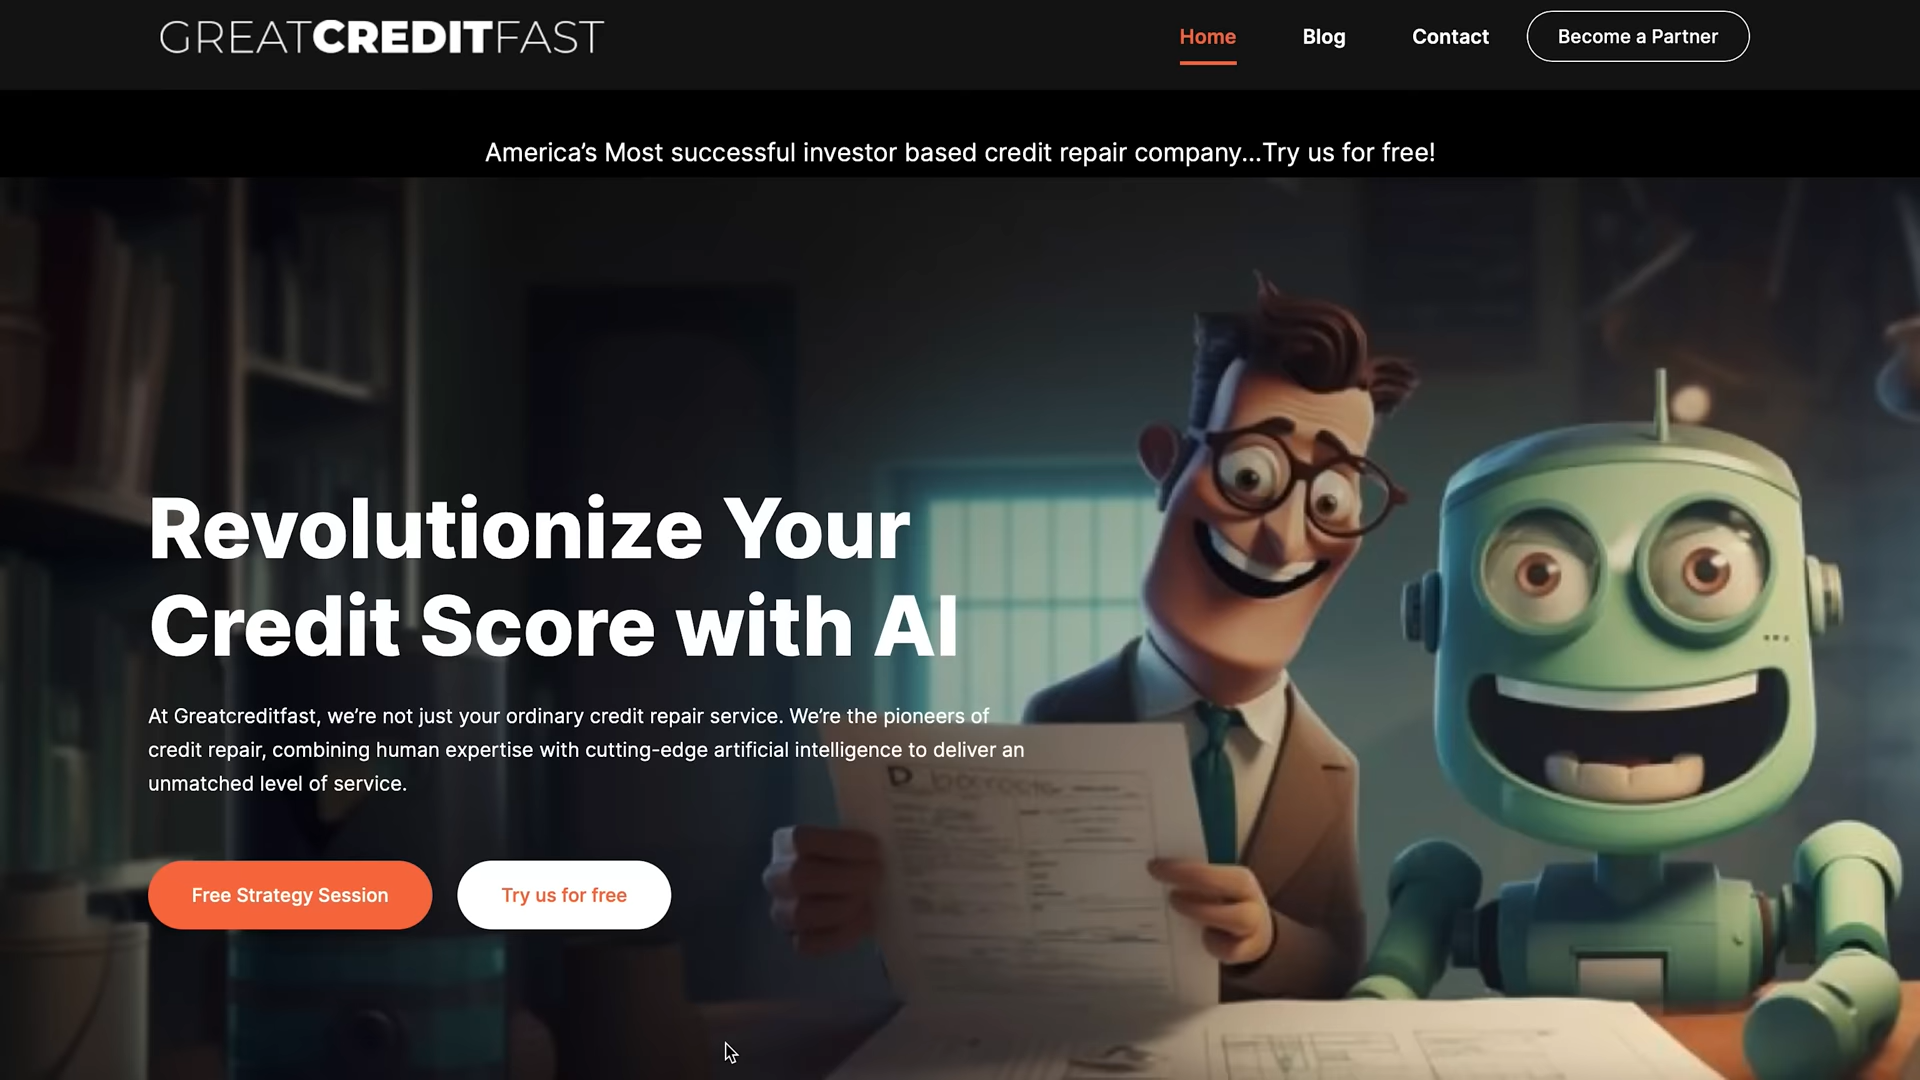 GREATCREDITFAST
Home
Blog
Contact
Become a Partner
America’s Most successful investor based credit repair company...Try us for free!
Revolutionize Your
Credit Score with AI
At Greatcreditfast, we’re not just your ordinary credit repair service. We’re the pioneers of
credit repair, combining human expertise with cutting-edge artificial intelligence to deliver an
unmatched level of service.
Free Strategy Session
Try us for free